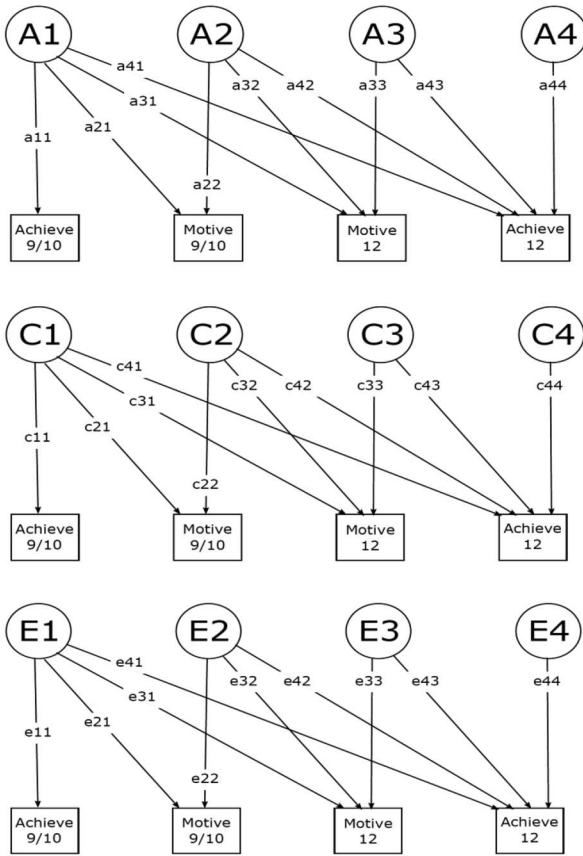 A1 A2 A3 A4
a41 a32 a42 a33 a43 a44
a31
a11 a21
a22
Achieve Motive Motive Achieve
9/10 9/10 12 12
C1 C2 C3 C4
c41 c32 c42 c33 c43 c44
c31
c11 c21
c22
Achieve Motive Motive Achieve
9/10 9/10 12 12
E1 E2 E3 E4
e41 e32 e42 e33 e43 e44
e31
e11 e21
e22
Achieve Motive Motive Achieve
9/10 9/10 12 12